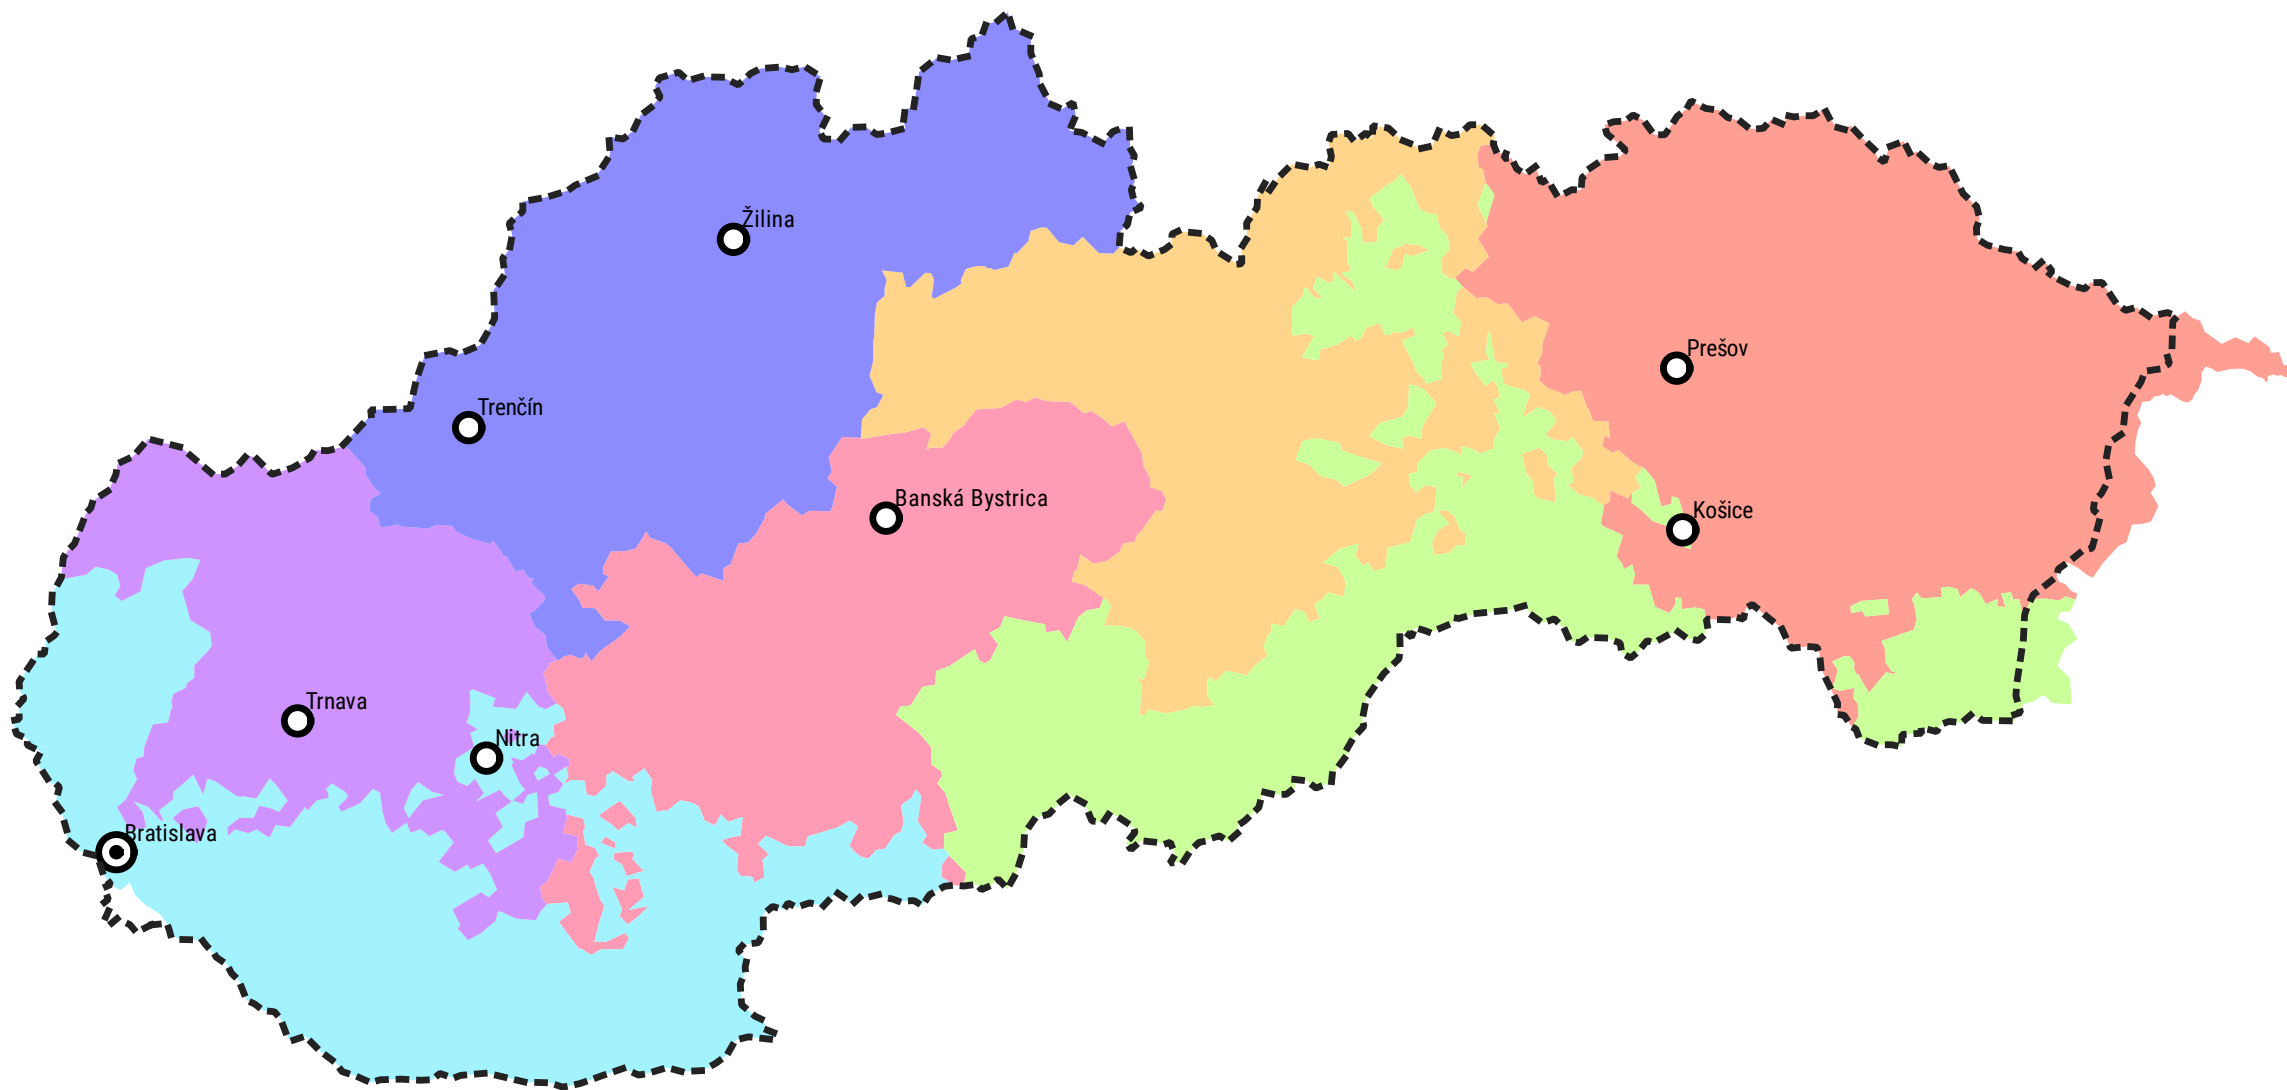 Žilina
Prešov
Trenčín
Banská Bystrica
Košice
Trnava
Nitra
Bratislava